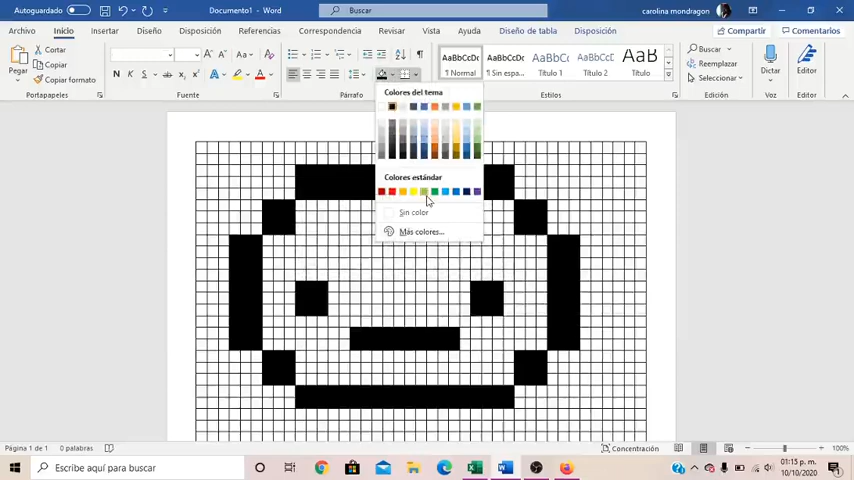 Autoguardado
Documento1 - Word
Buscar
carolina mondragon
Archivo
Inicio
Insertar
Diseño
Disposición
Referencias
Correspondencia
Revisar
Vista
Ayuda
Diseño de tabla
Disposición
Compartir
Comentarios
Pegar
Cortar
Copiar
Copiar formato
Portapapeles
N K S
Fuente
Párrafo
AaBbCcDc
¶ Normal
AaBbCcDc
¶ Sin espa...
AaBbCc
Título 1
AaBbCcD
Título 2
AaB
Título
Estilos
Buscar
Reemplazar
Seleccionar
Edición
Dictar
Voz
Editor
Editor
Colores del tema
Colores estándar
Sin color
Más colores...
Página 1 de 1
0 palabras
Concentración
100%
Escribe aquí para buscar
01:15 p. m.
10/10/2020